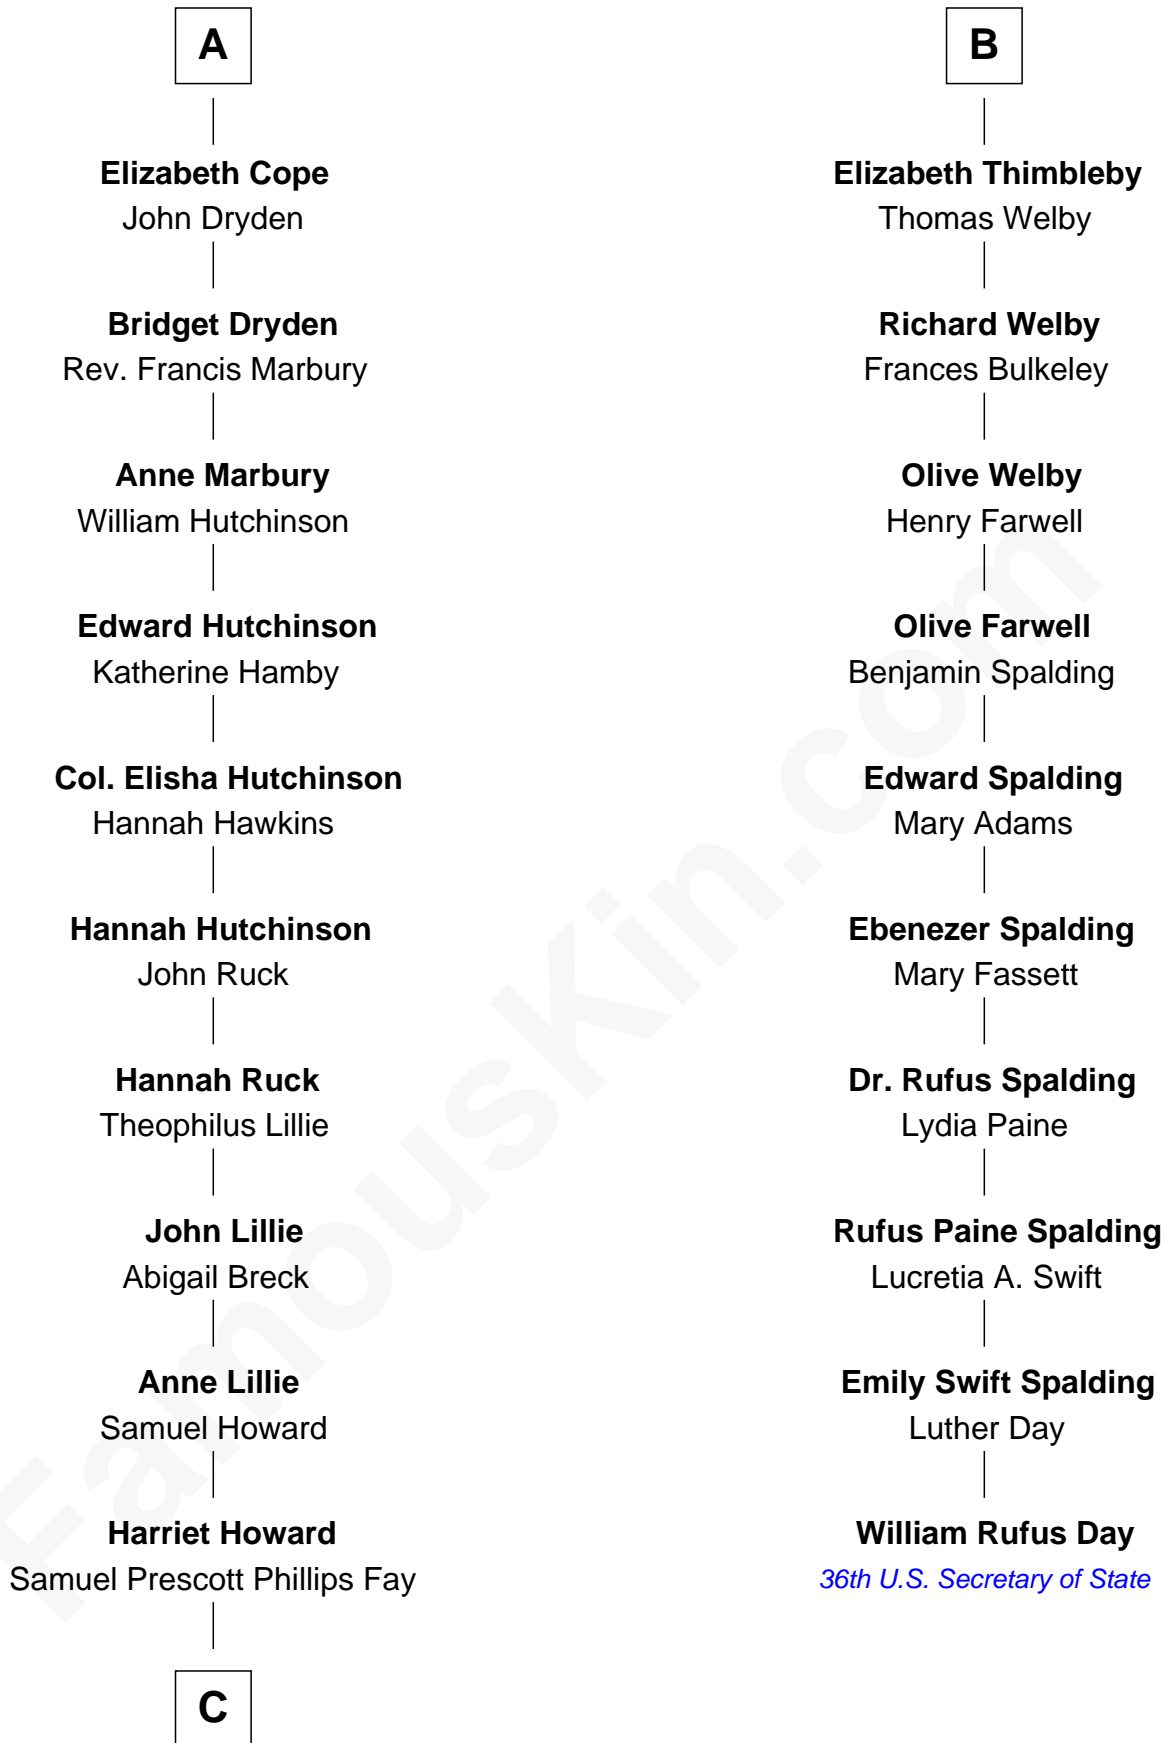 A
Elizabeth Cope
John Dryden
Bridget Dryden
Rev. Francis Marbury
Anne Marbury
William Hutchinson
Edward Hutchinson
Katherine Hamby
Col. Elisha Hutchinson
Hannah Hawkins
Hannah Hutchinson
John Ruck
Hannah Ruck
Theophilus Lillie
John Lillie
Abigail Breck
Anne Lillie
Samuel Howard
Harriet Howard
Samuel Prescott Phillips Fay
C
B
Elizabeth Thimbleby
Thomas Welby
Richard Welby
Frances Bulkeley
Olive Welby
Henry Farwell
Olive Farwell
Benjamin Spalding
Edward Spalding
Mary Adams
Ebenezer Spalding
Mary Fassett
Dr. Rufus Spalding
Lydia Paine
Rufus Paine Spalding
Lucretia A. Swift
Emily Swift Spalding
Luther Day
William Rufus Day
36th U.S. Secretary of State
FamousKin.com